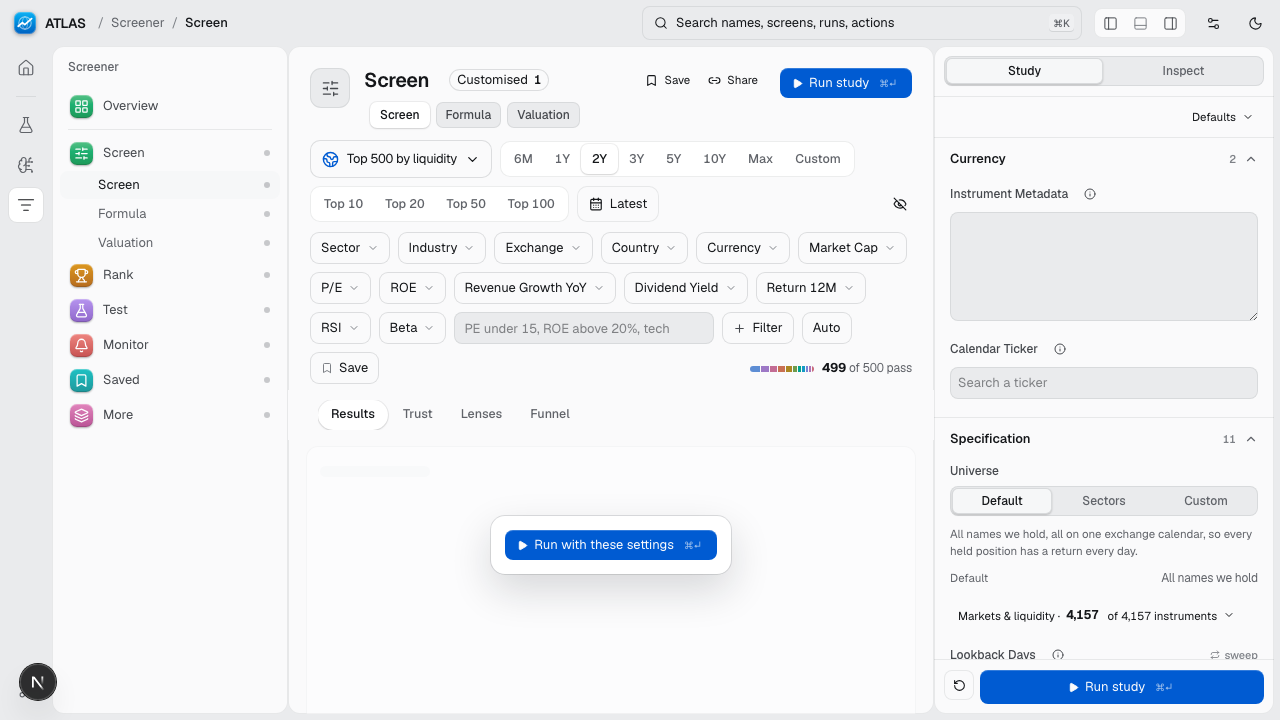 ATLAS / Screener / Screen
Search names, screens, runs, actions ⌘K
Screener
Overview
Screen
Screen
Formula
Valuation
Rank
Test
Monitor
Saved
More
Screen Customised 1
Save Share Run study ⌘↵
Screen Formula Valuation
Top 500 by liquidity 6M 1Y 2Y 3Y 5Y 10Y Max Custom
Top 10 Top 20 Top 50 Top 100 Latest
Sector Industry Exchange Country Currency Market Cap
P/E ROE Revenue Growth YoY Dividend Yield Return 12M
RSI Beta PE under 15, ROE above 20%, tech Filter Auto
Save 499 of 500 pass
Results Trust Lenses Funnel
Run with these settings ⌘↵
Study Inspect
Defaults
Currency 2
Instrument Metadata
Calendar Ticker
Search a ticker
Specification 11
Universe
Default Sectors Custom
All names we hold, all on one exchange calendar, so every
held position has a return every day.
Default All names we hold
Markets & liquidity · 4,157 of 4,157 instruments
Lookback Days sweep
Run study ⌘↵
N